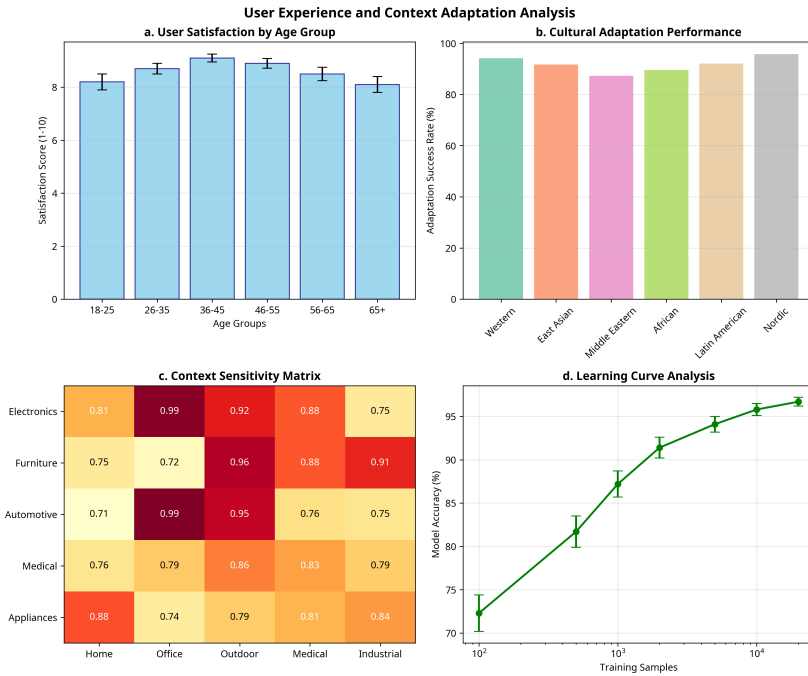 User Experience and Context Adaptation Analysis
a. User Satisfaction by Age Group
Satisfaction Score (1-10)
8
6
4
2
0
18-25 26-35 36-45 46-55 56-65 65+
Age Groups
b. Cultural Adaptation Performance
Adaptation Success Rate (%)
100
80
60
40
20
0
Western East Asian Middle Eastern African Latin American Nordic
c. Context Sensitivity Matrix
Electronics 0.81 0.99 0.92 0.88 0.75
Furniture 0.75 0.72 0.96 0.88 0.91
Automotive 0.71 0.99 0.95 0.76 0.75
Medical 0.76 0.79 0.86 0.83 0.79
Appliances 0.88 0.74 0.79 0.81 0.84
Home Office Outdoor Medical Industrial
d. Learning Curve Analysis
Model Accuracy (%)
95
90
85
80
75
70
10² 10³ 10⁴
Training Samples